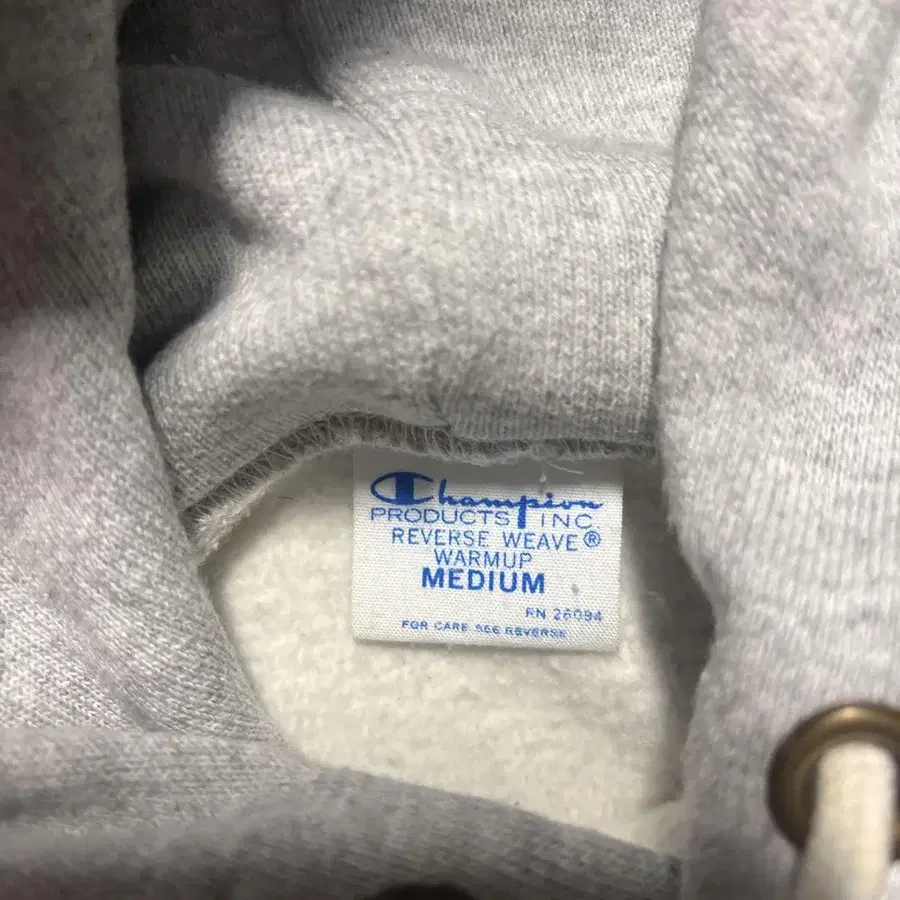 Champion
PRODUCTS INC
REVERSE WEAVE®
WARMUP
MEDIUM
RN 26094
FOR CARE SEE REVERSE